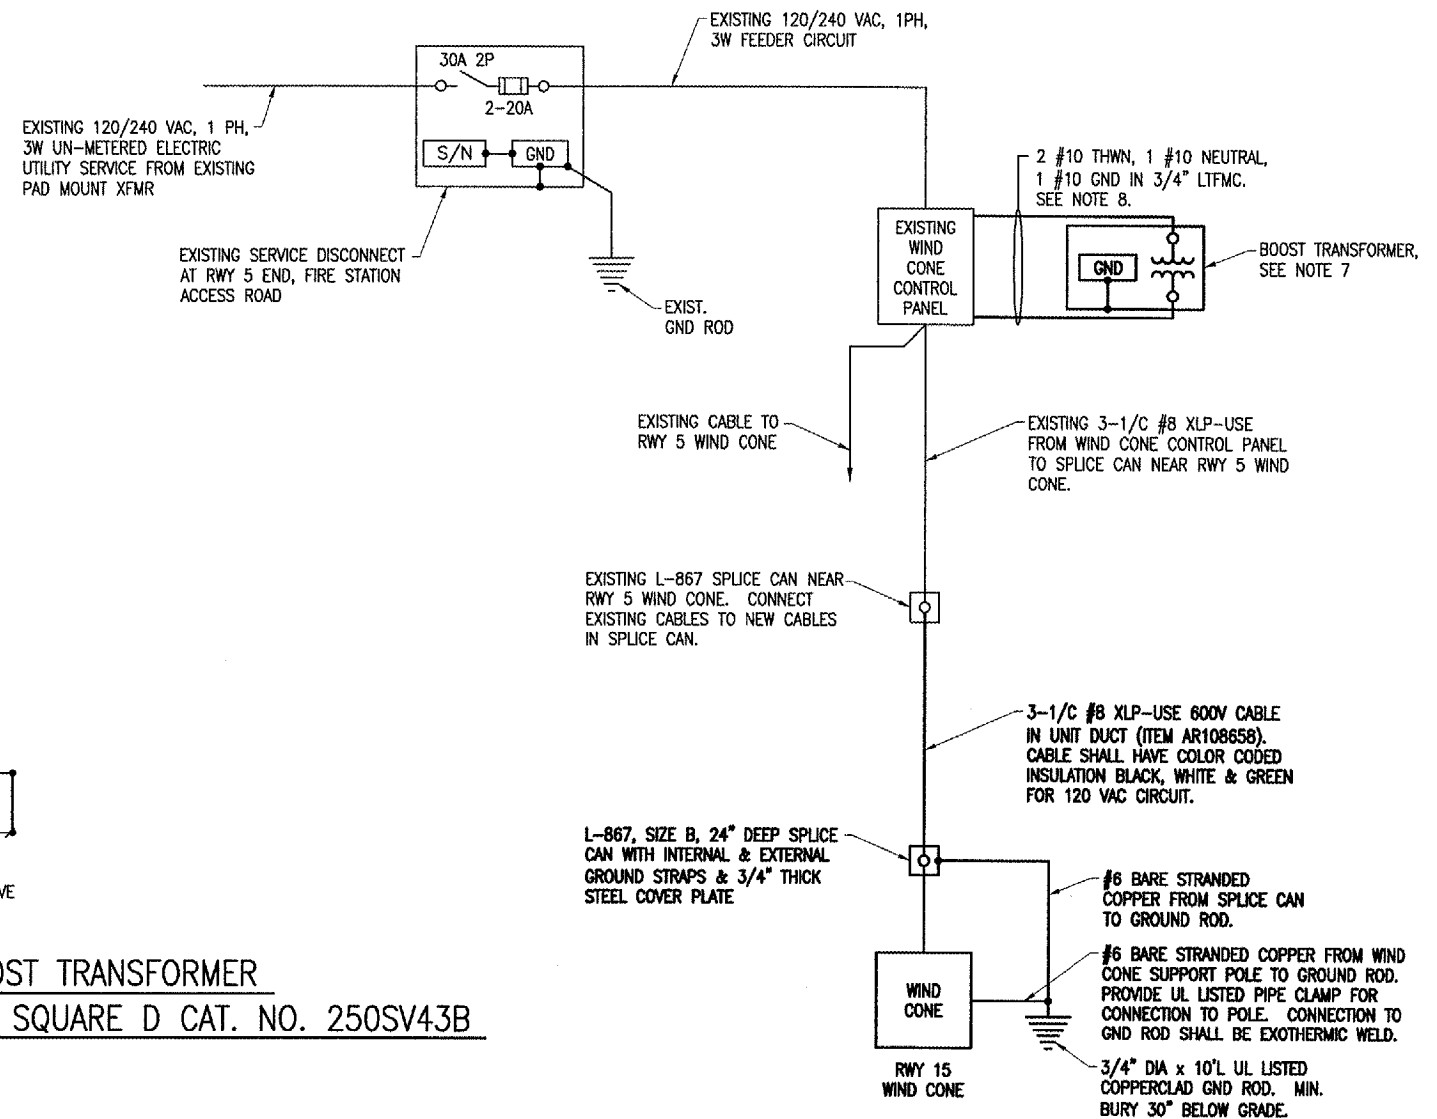 EXISTING 120/240 VAC, 1PH,
3W FEEDER CIRCUIT
30A 2P
2-20A
S/N
GND
EXISTING 120/240 VAC, 1 PH,
3W UN-METERED ELECTRIC
UTILITY SERVICE FROM EXISTING
PAD MOUNT XFMR
EXISTING SERVICE DISCONNECT
AT RWY 5 END, FIRE STATION
ACCESS ROAD
EXIST.
GND ROD
2 #10 THWN, 1 #10 NEUTRAL,
1 #10 GND IN 3/4" LTFMC.
SEE NOTE 8.
EXISTING
WIND
CONE
CONTROL
PANEL
GND
BOOST TRANSFORMER,
SEE NOTE 7
EXISTING CABLE TO
RWY 5 WIND CONE
EXISTING 3-1/C #8 XLP-USE
FROM WIND CONE CONTROL PANEL
TO SPLICE CAN NEAR RWY 5 WIND
CONE.
EXISTING L-867 SPLICE CAN NEAR
RWY 5 WIND CONE. CONNECT
EXISTING CABLES TO NEW CABLES
IN SPLICE CAN.
3-1/C #8 XLP-USE 600V CABLE
IN UNIT DUCT (ITEM AR108658).
CABLE SHALL HAVE COLOR CODED
INSULATION BLACK, WHITE & GREEN
FOR 120 VAC CIRCUIT.
L-867, SIZE B, 24" DEEP SPLICE
CAN WITH INTERNAL & EXTERNAL
GROUND STRAPS & 3/4" THICK
STEEL COVER PLATE
#6 BARE STRANDED
COPPER FROM SPLICE CAN
TO GROUND ROD.
#6 BARE STRANDED COPPER FROM WIND
CONE SUPPORT POLE TO GROUND ROD.
PROVIDE UL LISTED PIPE CLAMP FOR
CONNECTION TO POLE. CONNECTION TO
GND ROD SHALL BE EXOTHERMIC WELD.
WIND
CONE
RWY 15
WIND CONE
3/4" DIA x 10'L UL LISTED
COPPERCLAD GND ROD. MIN.
BURY 30" BELOW GRADE.
VE
OST TRANSFORMER
SQUARE D CAT. NO. 250SV43B